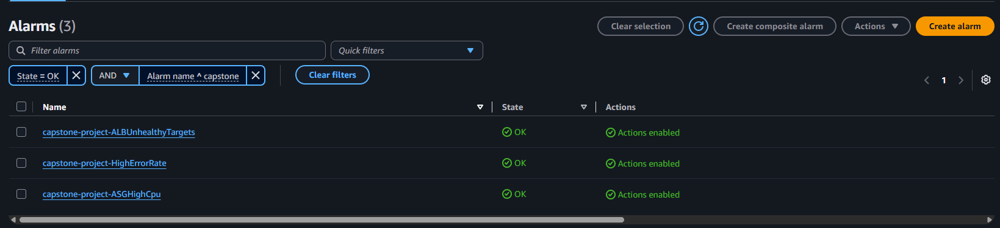 Alarms (3)
Clear selection
Create composite alarm
Actions
Create alarm
Filter alarms
Quick filters
State = OK
AND
Alarm name ^ capstone
Clear filters
1
Name State Actions
capstone-project-ALBUnhealthyTargets OK Actions enabled
capstone-project-HighErrorRate OK Actions enabled
capstone-project-ASGHighCpu OK Actions enabled